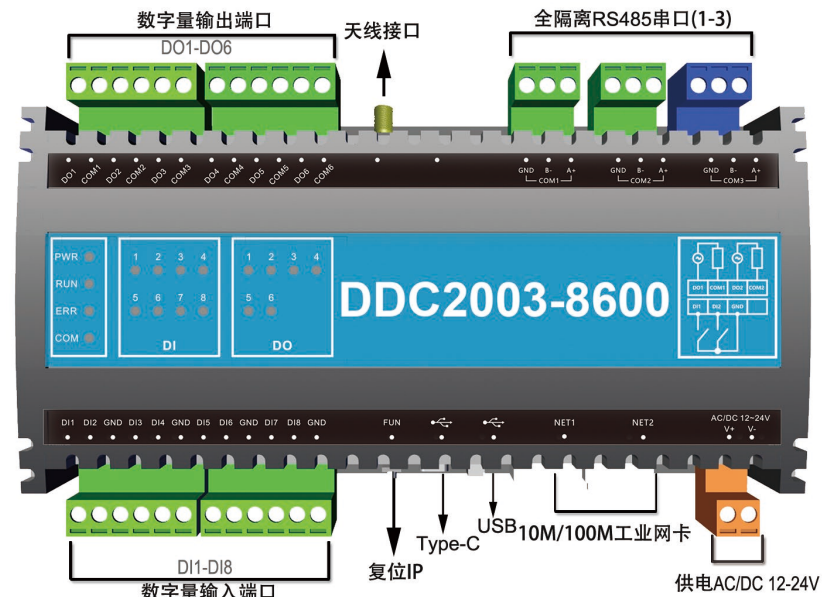 数字量输出端口
DO1-DO6
天线接口
全隔离RS485串口(1-3)
DO1 COM1 DO2 COM2 DO3 COM3 DO4 COM4 DO5 COM5 DO6 COM6
GND B- A+ GND B- A+ GND B- A+
COM1 COM2 COM3
PWR
RUN
ERR
COM
1 2 3 4
5 6 7 8
DI
1 2 3 4
5 6
DO
DDC2003-8600
DO1 COM1 DO2 COM2
DI1 DI2 GND
DI1 DI2 GND DI3 DI4 GND DI5 DI6 GND DI7 DI8 GND
FUN
NET1
NET2
AC/DC 12~24V
V+ V-
DI1-DI8
数字量输入端口
复位IP
Type-C
USB
10M/100M工业网卡
供电AC/DC 12-24V